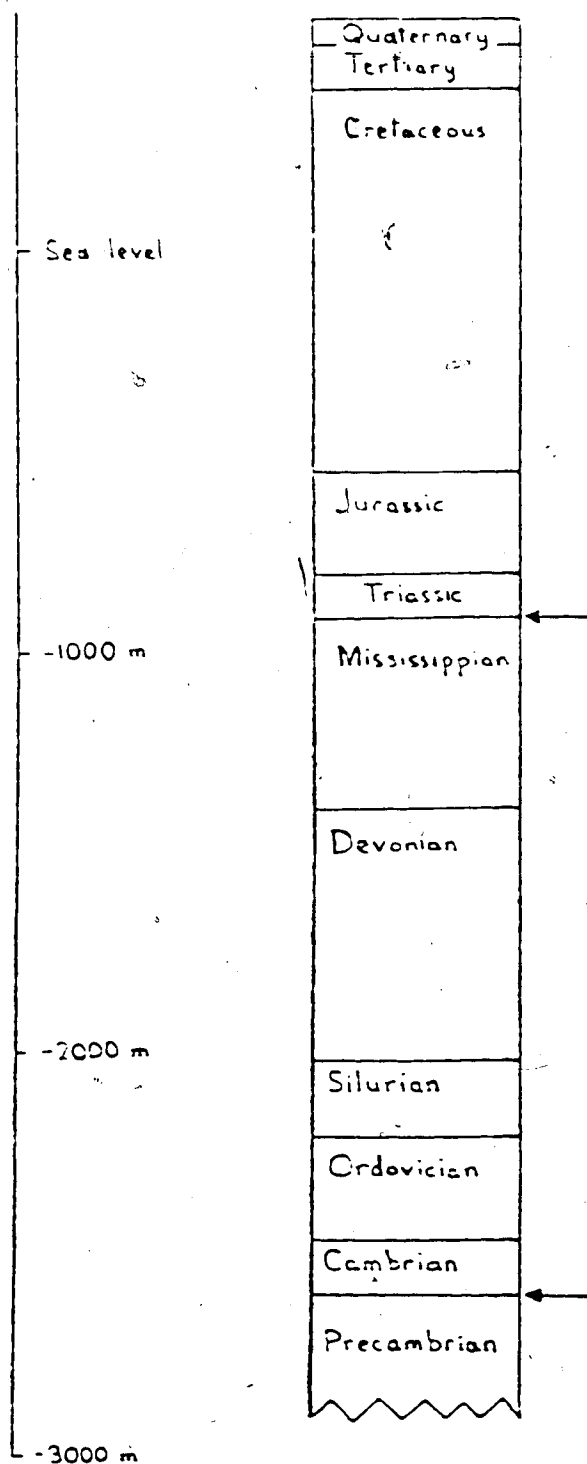 Quaternary
Tertiary
Cretaceous
Sea level
Jurassic
Triassic
-1000 m
Mississippian
Devonian
-2000 m
Silurian
Ordovician
Cambrian
Precambrian
-3000 m